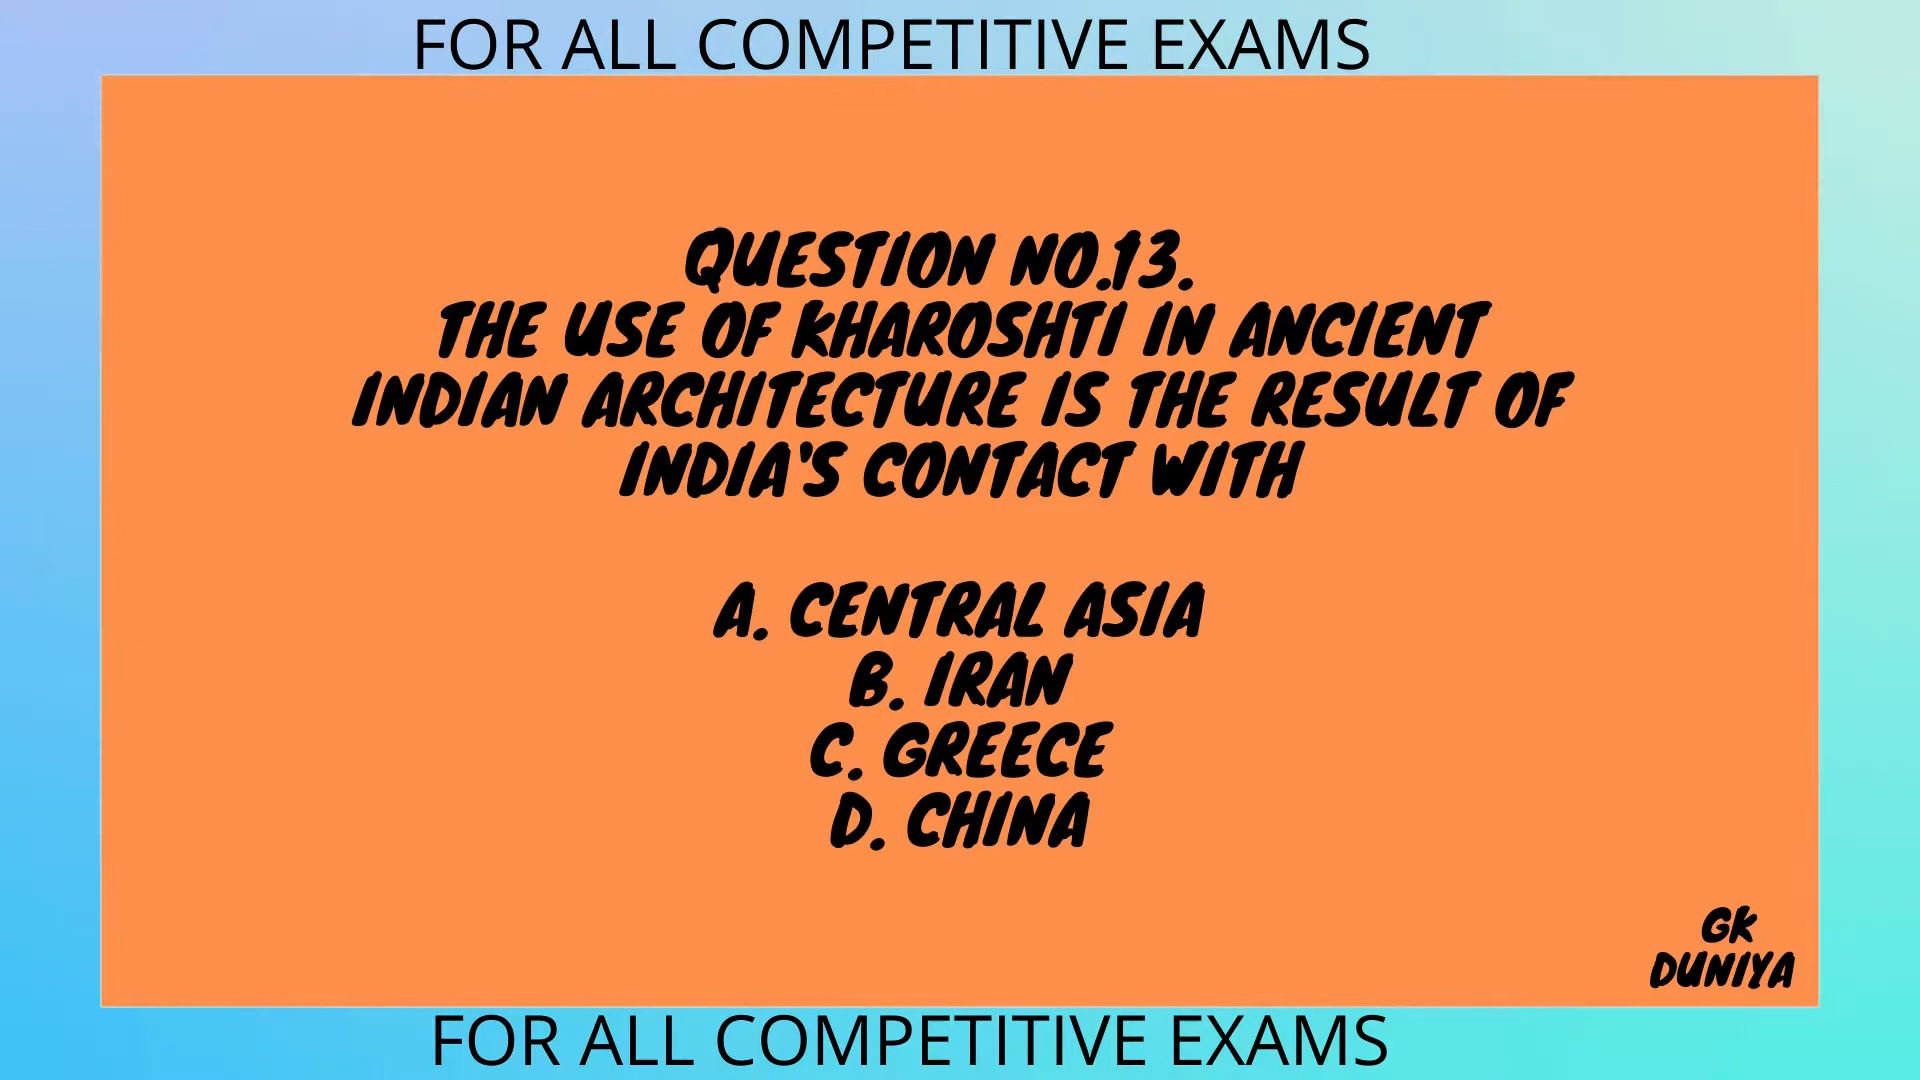 FOR ALL COMPETITIVE EXAMS
QUESTION NO.13.
THE USE OF KHAROSHTI IN ANCIENT
INDIAN ARCHITECTURE IS THE RESULT OF
INDIA'S CONTACT WITH
A. CENTRAL ASIA
B. IRAN
C. GREECE
D. CHINA
GK
DUNIYA
FOR ALL COMPETITIVE EXAMS